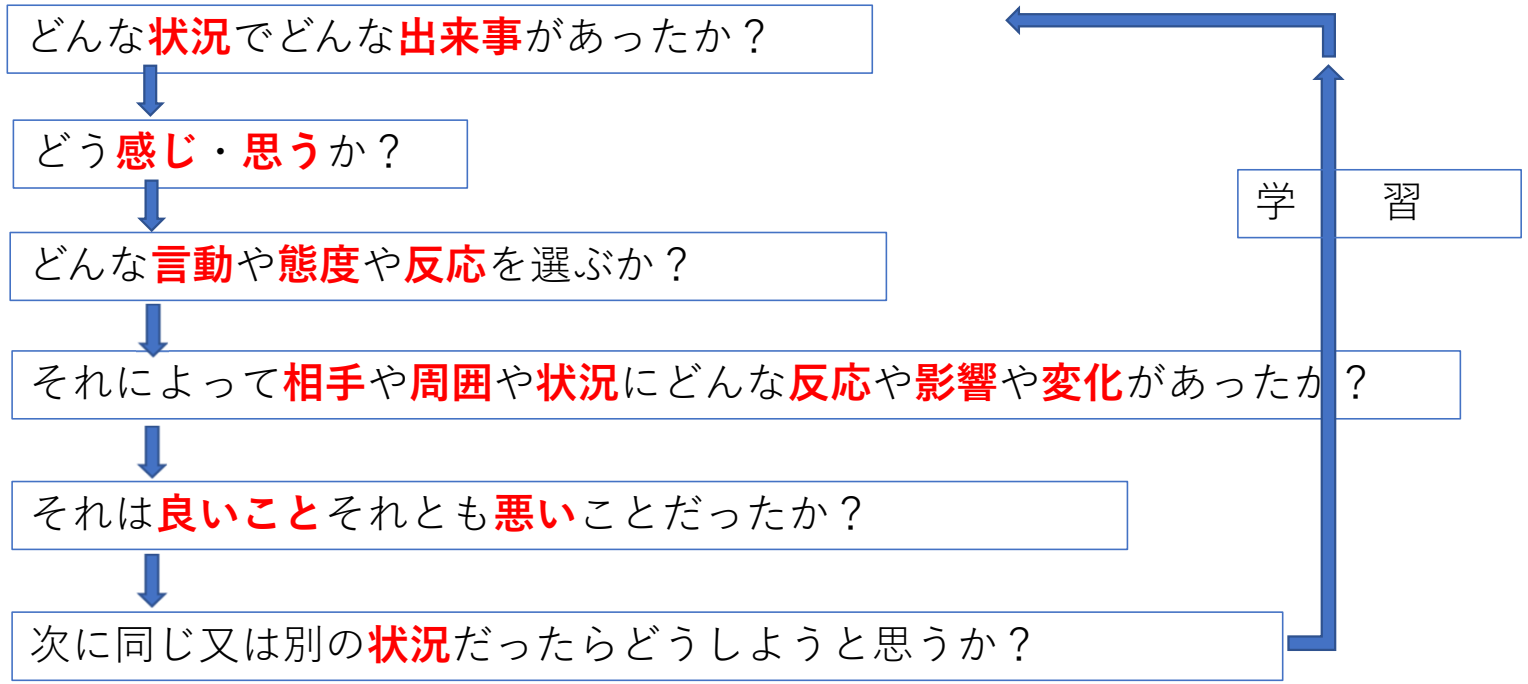 どんな状況でどんな出来事があったか？
どう感じ・思うか？
学　　習
どんな言動や態度や反応を選ぶか？
それによって相手や周囲や状況にどんな反応や影響や変化があったか？
それは良いことそれとも悪いことだったか？
次に同じ又は別の状況だったらどうしようと思うか？